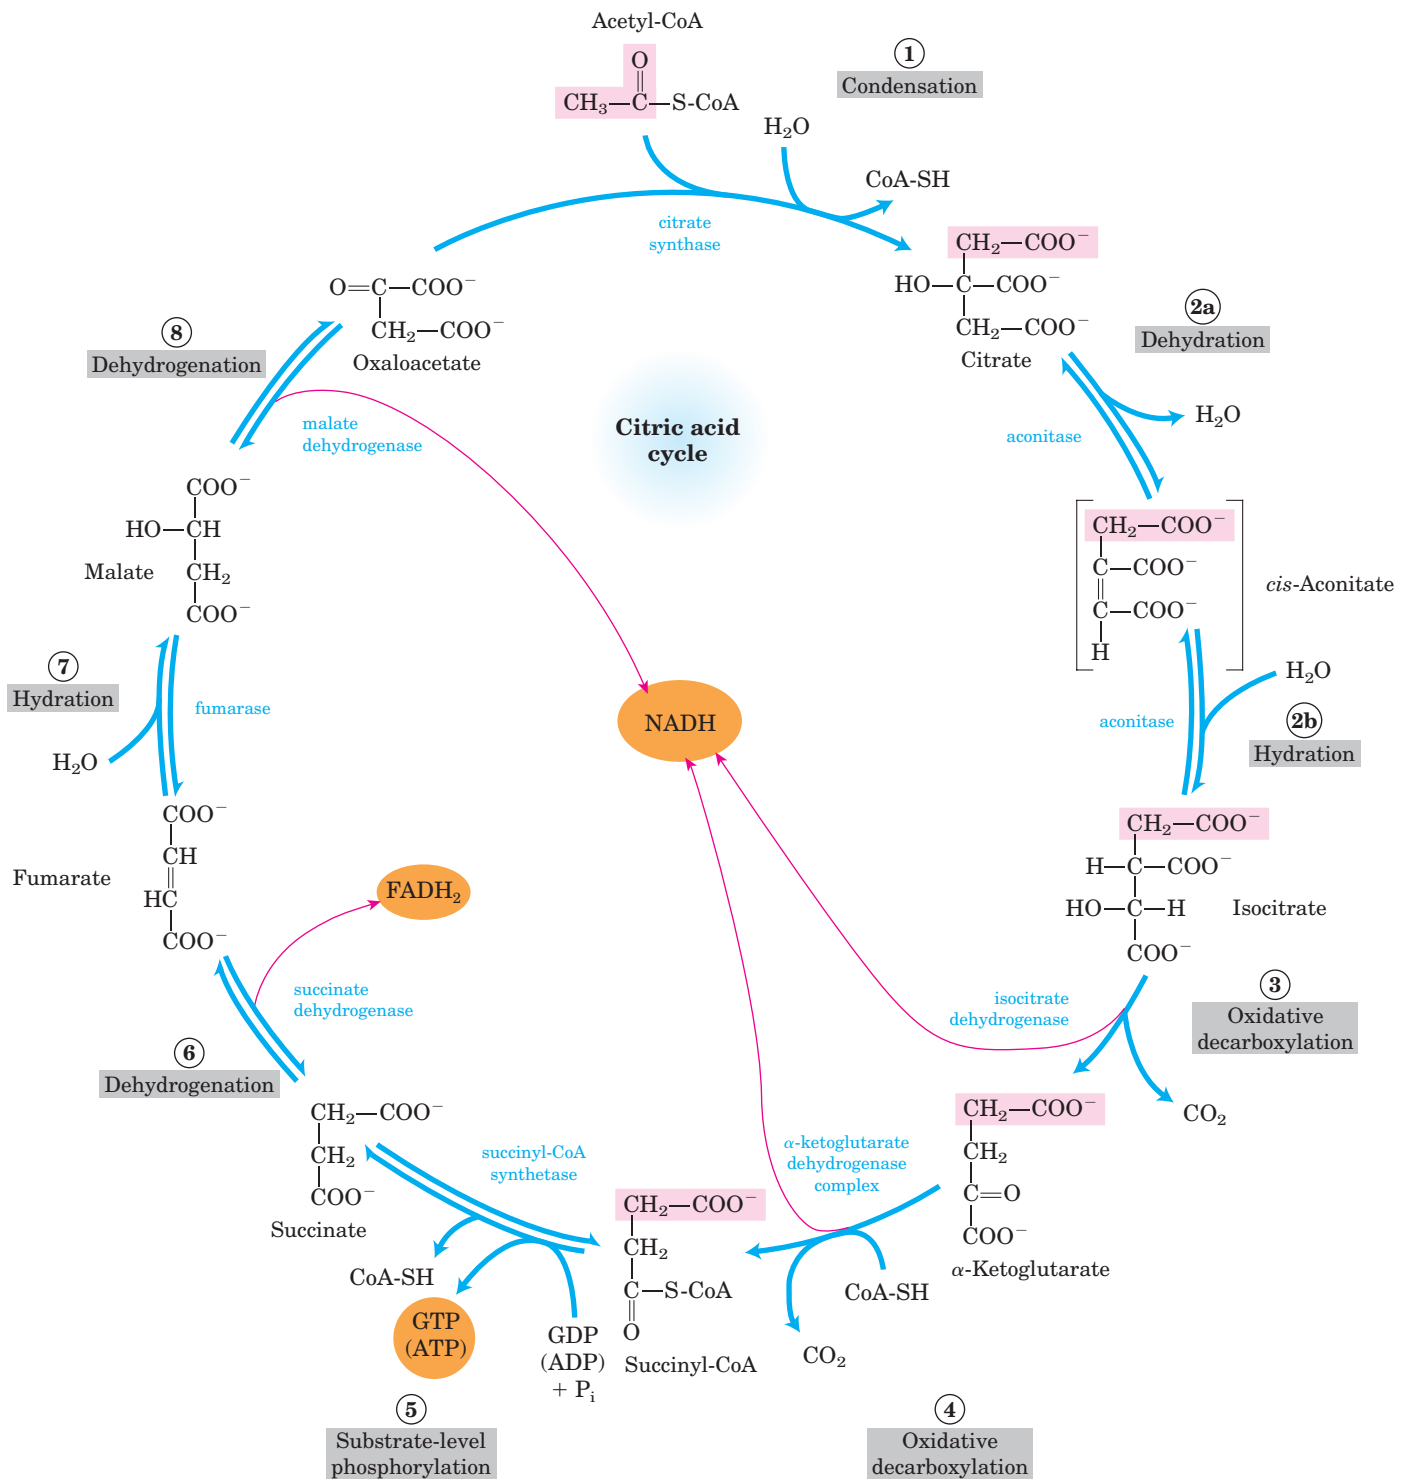 Acetyl-CoA
O
CH₃—C—S-CoA
1
Condensation
H₂O
CoA-SH
citrate
synthase
CH₂—COO⁻
HO—C—COO⁻
CH₂—COO⁻
Citrate
2a
Dehydration
H₂O
aconitase
CH₂—COO⁻
C—COO⁻
C—COO⁻
H
cis-Aconitate
H₂O
aconitase
2b
Hydration
CH₂—COO⁻
H—C—COO⁻
HO—C—H
COO⁻
Isocitrate
3
Oxidative
decarboxylation
isocitrate
dehydrogenase
CO₂
CH₂—COO⁻
CH₂
C=O
COO⁻
α-Ketoglutarate
α-ketoglutarate
dehydrogenase
complex
CoA-SH
CO₂
4
Oxidative
decarboxylation
CH₂—COO⁻
CH₂
C—S-CoA
O
Succinyl-CoA
succinyl-CoA
synthetase
GDP
(ADP)
+ Pᵢ
GTP
(ATP)
CoA-SH
5
Substrate-level
phosphorylation
CH₂—COO⁻
CH₂
COO⁻
Succinate
6
Dehydrogenation
succinate
dehydrogenase
FADH₂
COO⁻
CH
HC
COO⁻
Fumarate
H₂O
7
Hydration
fumarase
COO⁻
HO—CH
CH₂
COO⁻
Malate
8
Dehydrogenation
malate
dehydrogenase
O=C—COO⁻
CH₂—COO⁻
Oxaloacetate
Citric acid
cycle
NADH